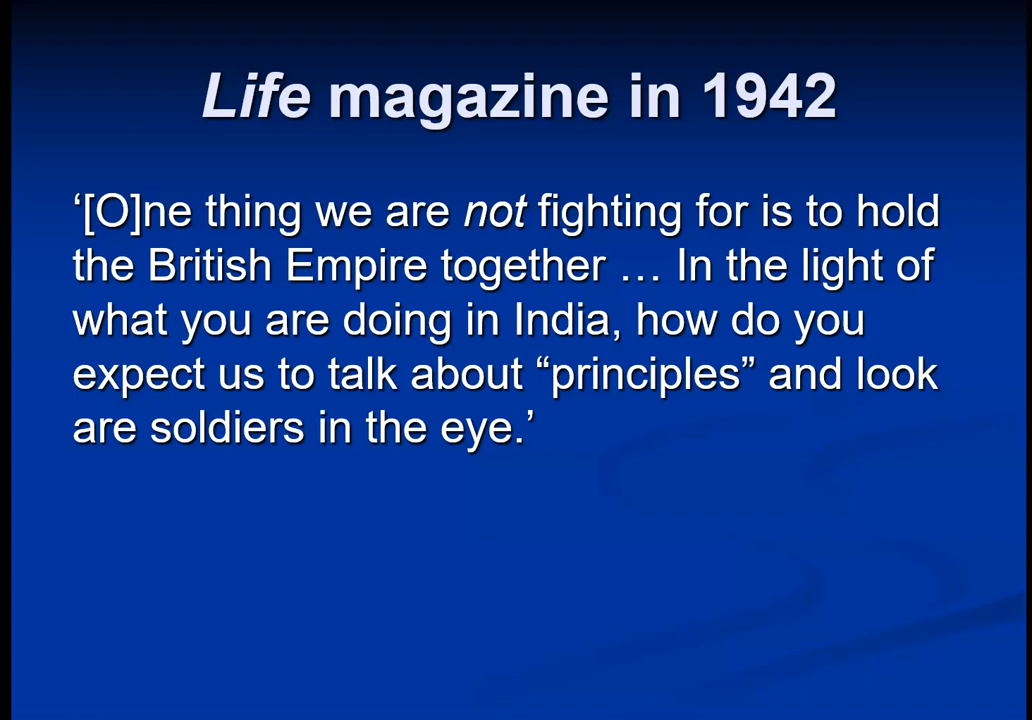 Life magazine in 1942
‘[O]ne thing we are not fighting for is to hold
the British Empire together … In the light of
what you are doing in India, how do you
expect us to talk about “principles” and look
are soldiers in the eye.’